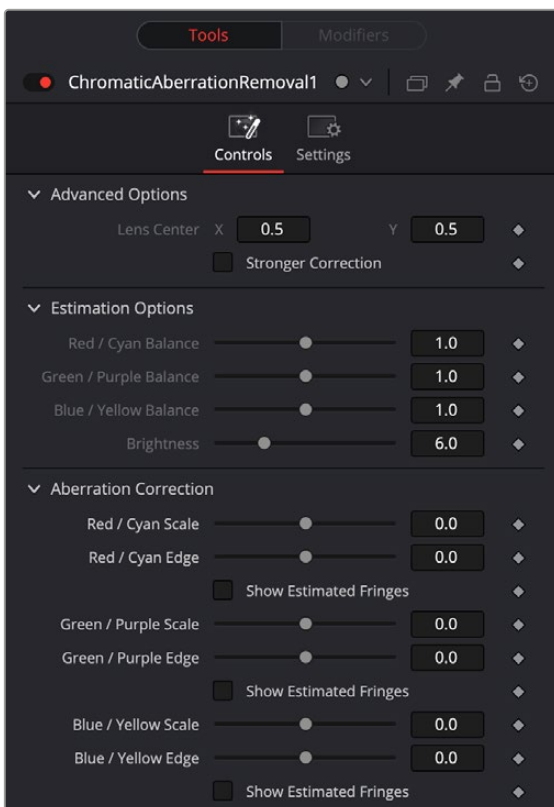 Tools Modifiers
ChromaticAberrationRemoval1
Controls Settings
Advanced Options
Lens Center X 0.5 Y 0.5
Stronger Correction
Estimation Options
Red / Cyan Balance 1.0
Green / Purple Balance 1.0
Blue / Yellow Balance 1.0
Brightness 6.0
Aberration Correction
Red / Cyan Scale 0.0
Red / Cyan Edge 0.0
Show Estimated Fringes
Green / Purple Scale 0.0
Green / Purple Edge 0.0
Show Estimated Fringes
Blue / Yellow Scale 0.0
Blue / Yellow Edge 0.0
Show Estimated Fringes